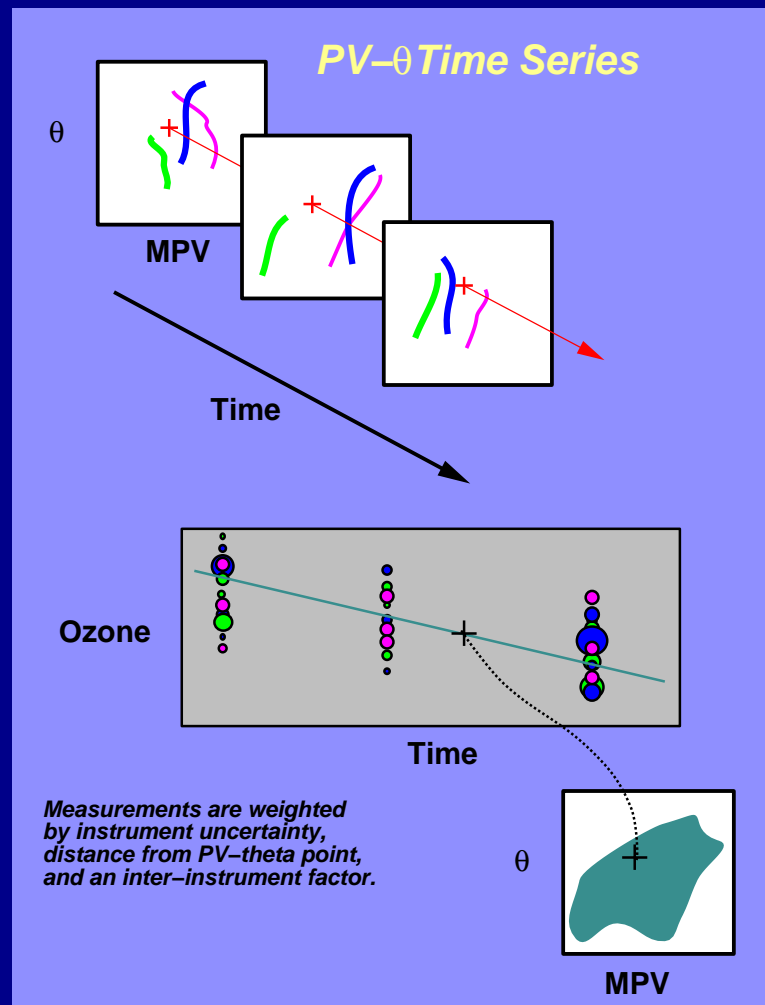 PV–θ Time Series
θ
MPV
Time
Ozone
Time
Measurements are weighted
by instrument uncertainty,
distance from PV–theta point,
and an inter–instrument factor.
θ
MPV